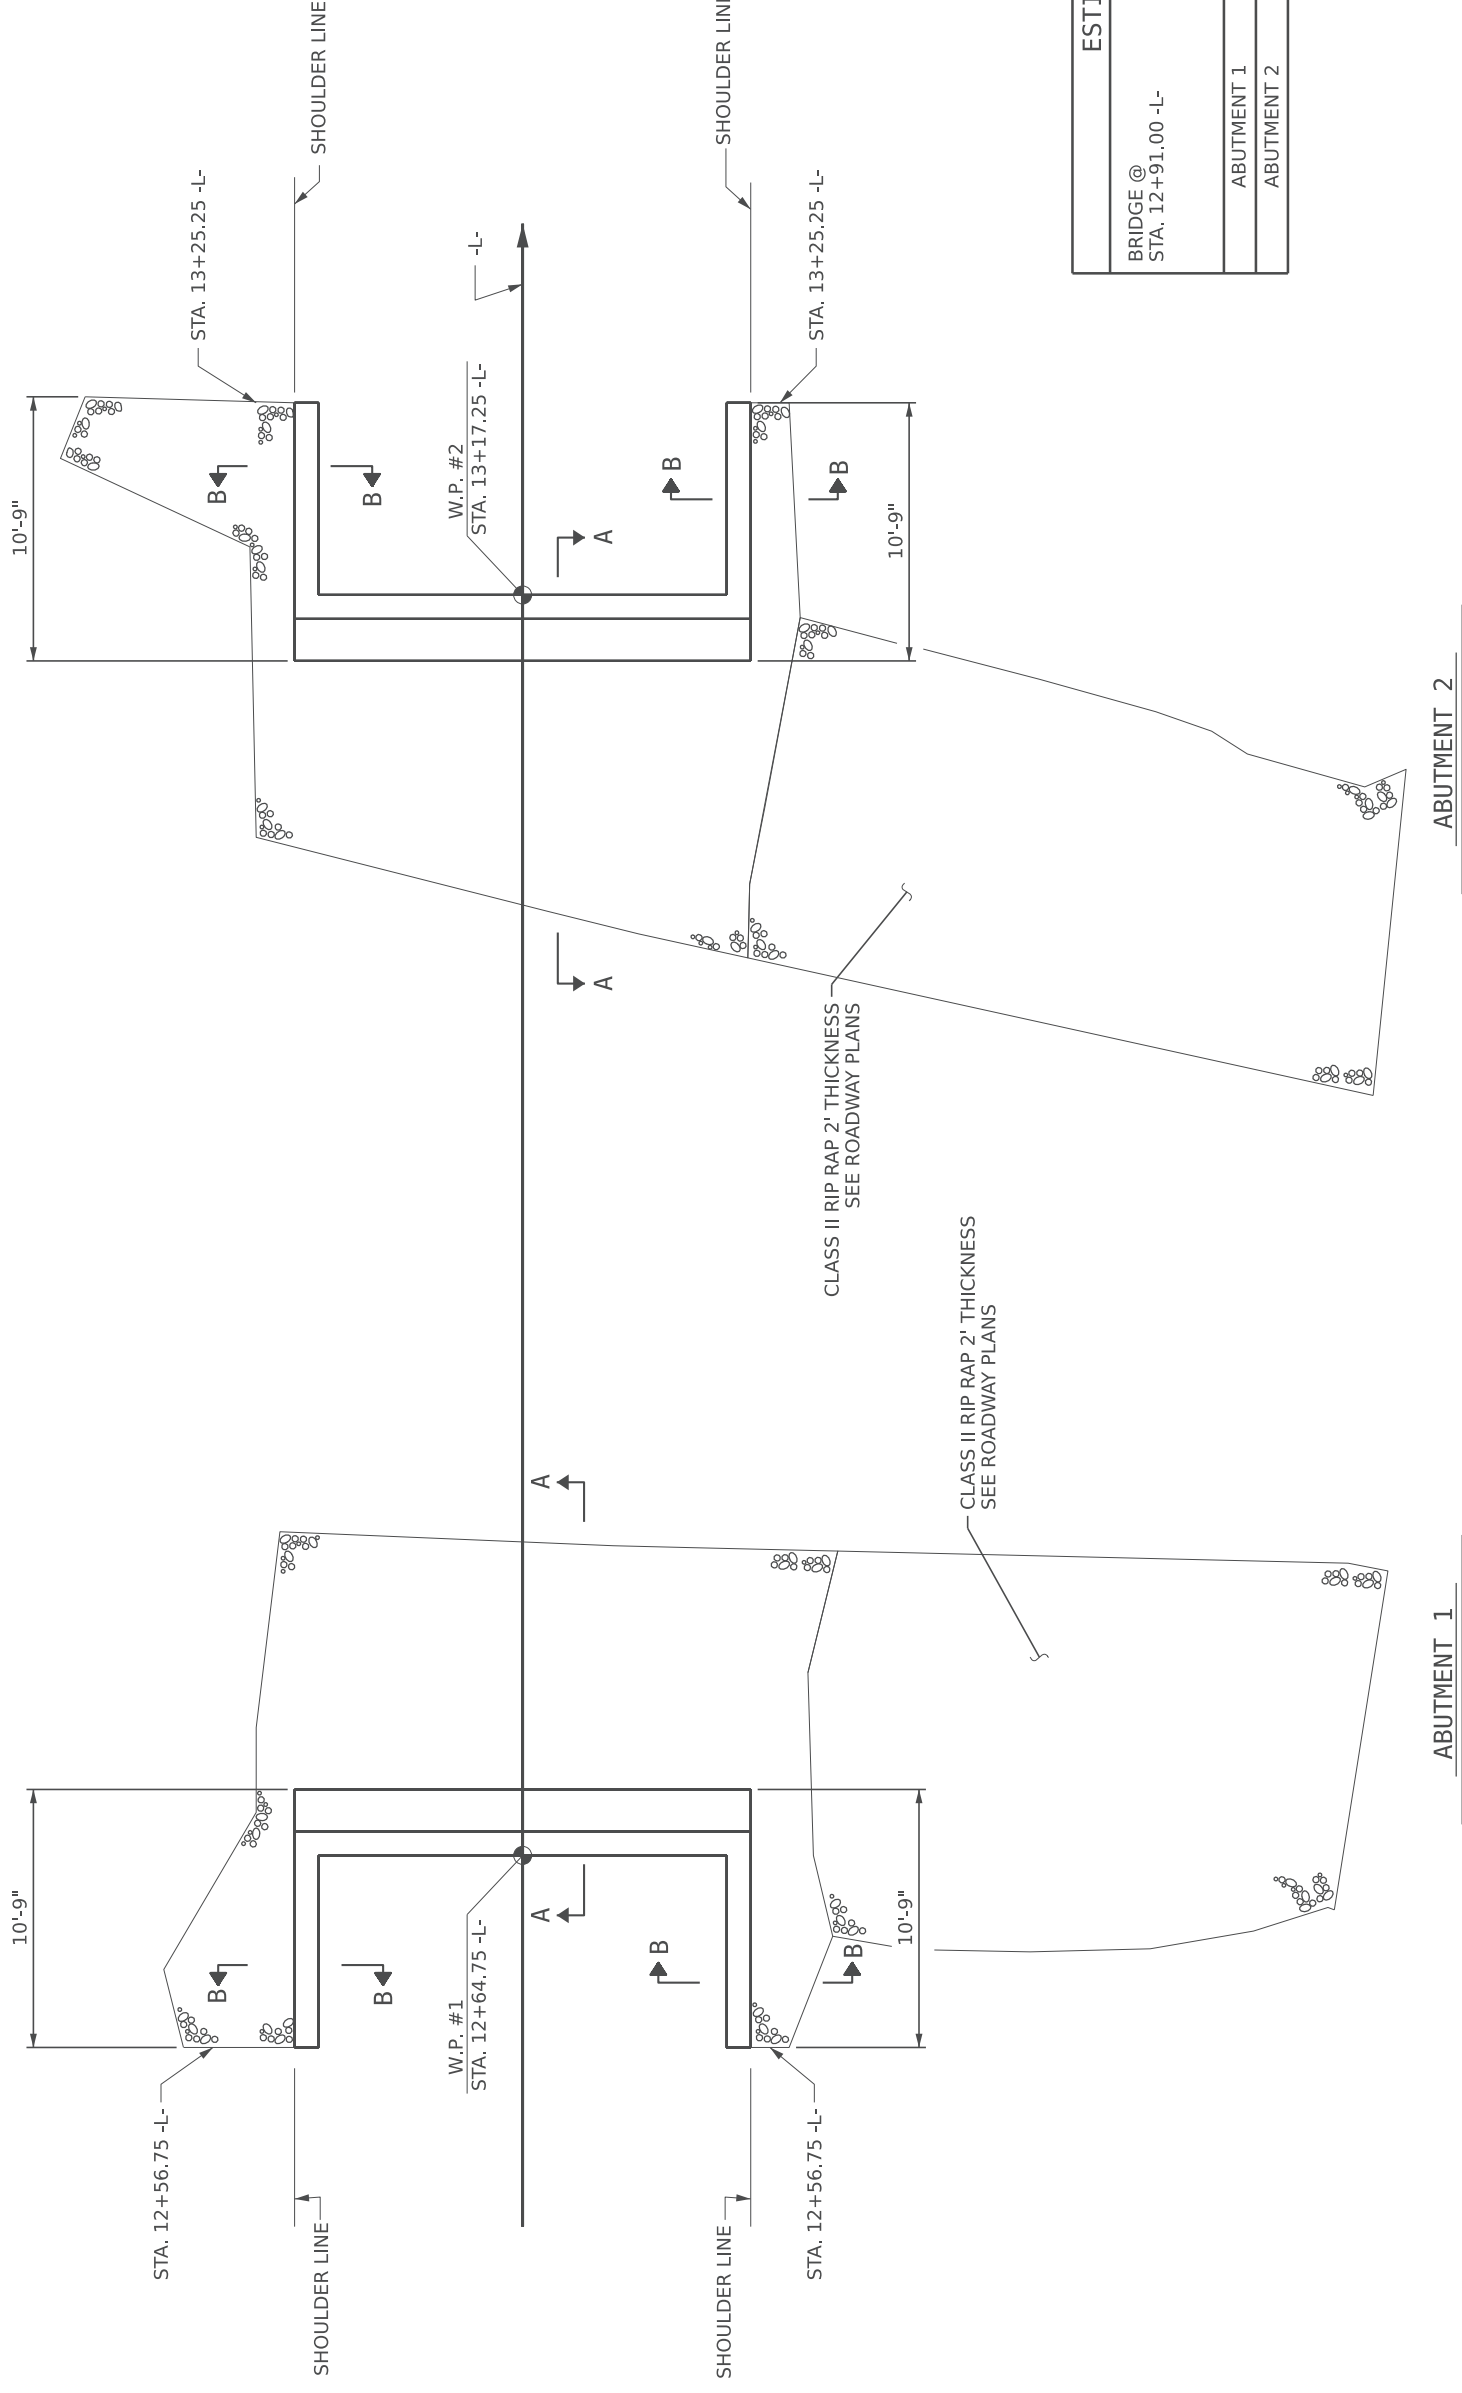 STA. 12+56.75 -L-
10'-9"
SHOULDER LINE
B
B
W.P. #1
STA. 12+64.75 -L-
A
A
SHOULDER LINE
B
B
STA. 12+56.75 -L-
10'-9"
CLASS II RIP RAP 2' THICKNESS
SEE ROADWAY PLANS
ABUTMENT 1
10'-9"
STA. 13+25.25 -L-
SHOULDER LINE
B
B
W.P. #2
STA. 13+17.25 -L-
-L-
A
A
SHOULDER LINE
B
B
STA. 13+25.25 -L-
10'-9"
CLASS II RIP RAP 2' THICKNESS
SEE ROADWAY PLANS
ABUTMENT 2
BRIDGE @
STA. 12+91.00 -L-
ABUTMENT 1
ABUTMENT 2